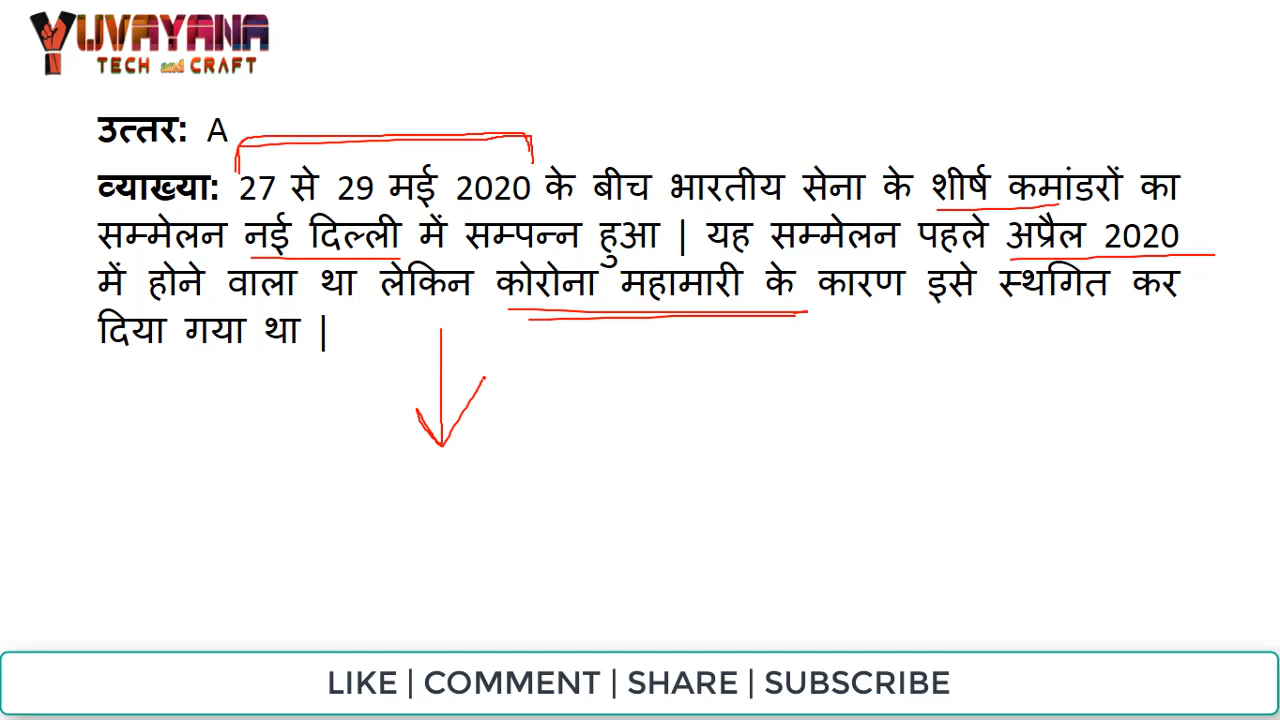 YUVAYANA
TECH and CRAFT
उत्तर: A
व्याख्या: 27 से 29 मई 2020 के बीच भारतीय सेना के शीर्ष कमांडरों का
सम्मेलन नई दिल्ली में सम्पन्न हुआ | यह सम्मेलन पहले अप्रैल 2020
में होने वाला था लेकिन कोरोना महामारी के कारण इसे स्थगित कर
दिया गया था |
LIKE | COMMENT | SHARE | SUBSCRIBE